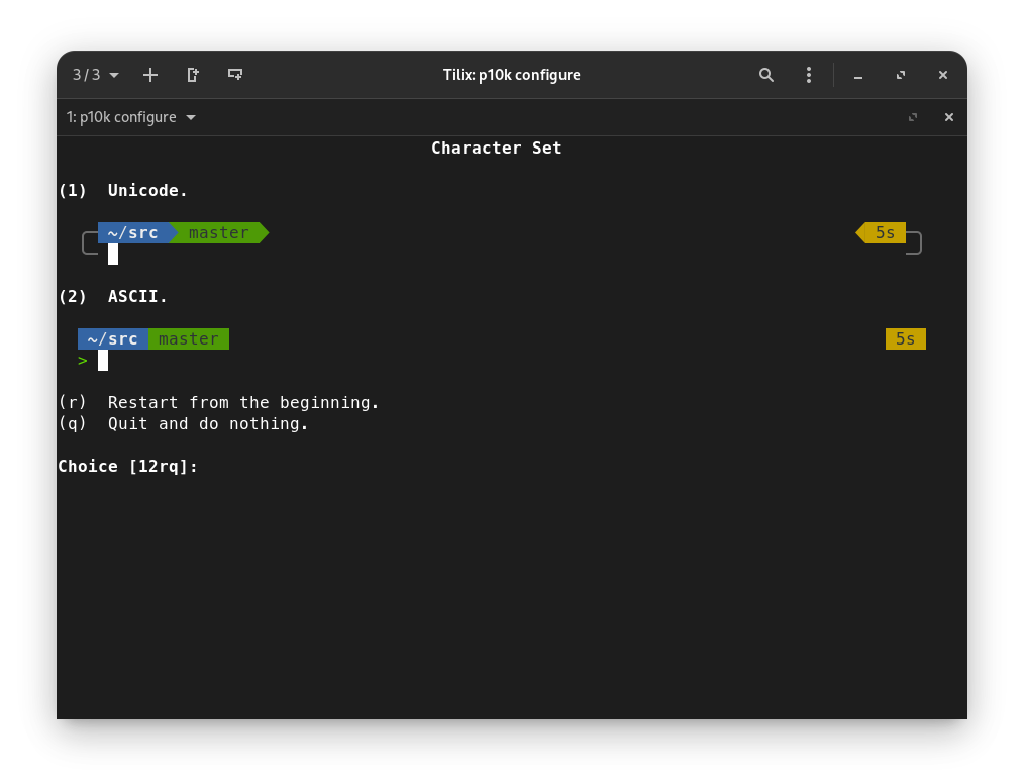 3 / 3
Tilix: p10k configure
1: p10k configure
Character Set
(1) Unicode.
~/src master 5s
(2) ASCII.
~/src master 5s
>
(r) Restart from the beginning.
(q) Quit and do nothing.
Choice [12rq]: